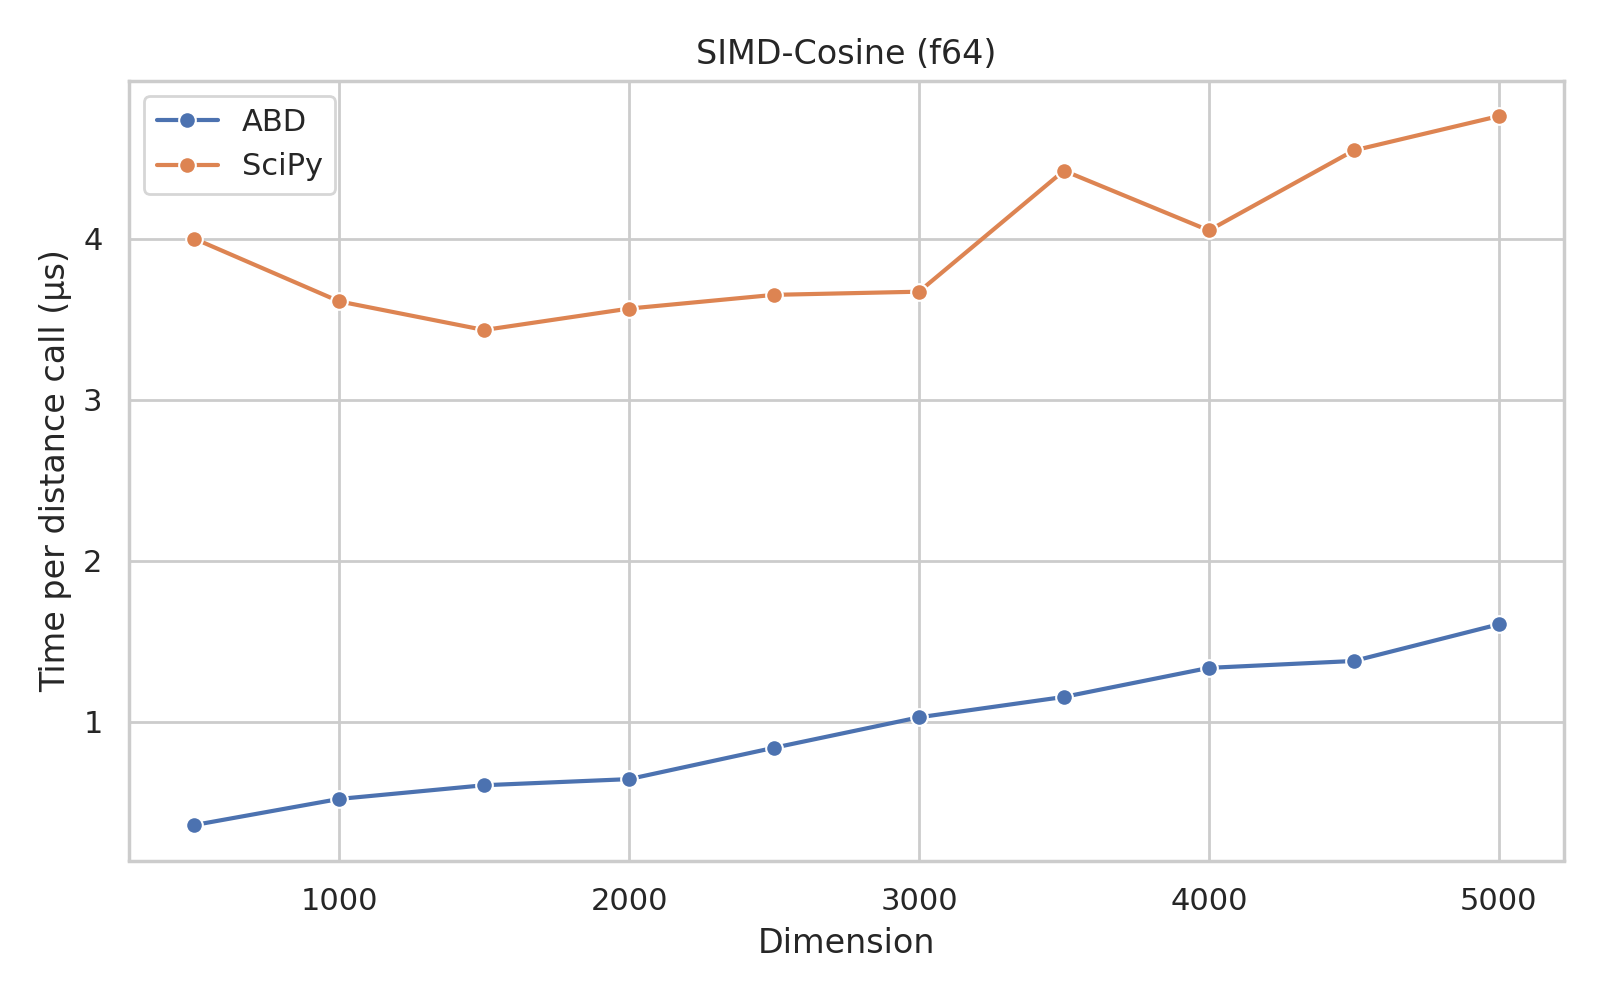 SIMD-Cosine (f64)
ABD
SciPy
Time per distance call (µs)
4
3
2
1
1000
2000
3000
4000
5000
Dimension